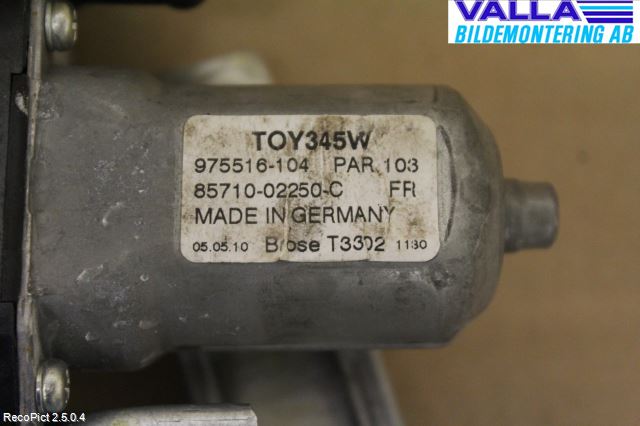 VALLA
BILDEMONTERING AB
TOY345W
975516-104 PAR.103
85710-02250-C FR
MADE IN GERMANY
05.05.10 Brose T3302 1130
RecoPict 2.5.0.4